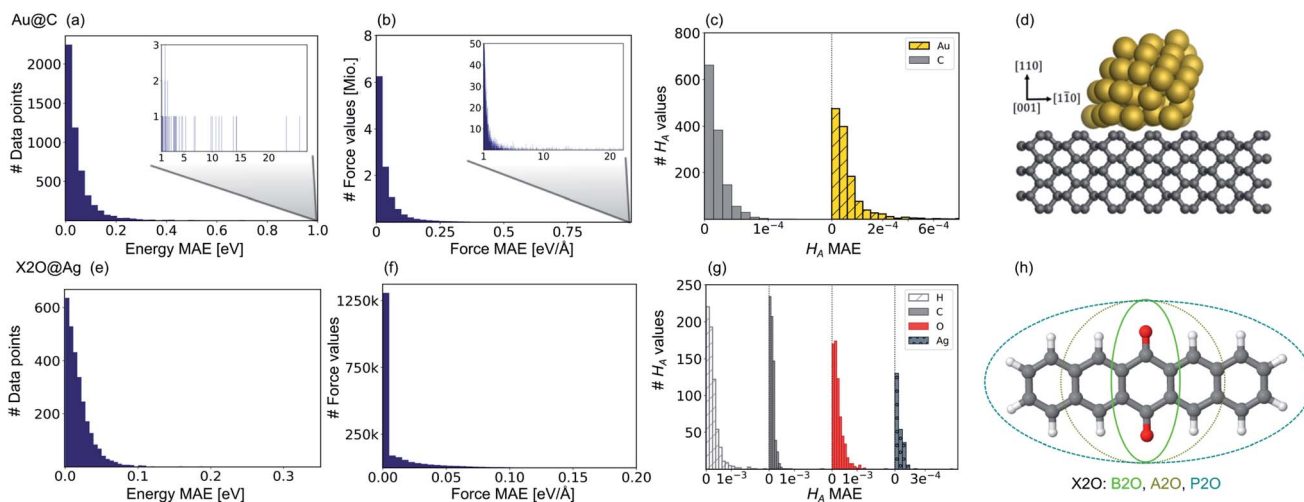 Au@C (a)
# Data points
2000
1500
1000
500
0.0 0.2 0.4 0.6 0.8 1.0
Energy MAE [eV]
3
2
1
1 5 10 15 20
(b)
# Force values [Mio.]
8
6
4
2
0 0.25 0.50 0.75
Force MAE [eV/Å]
50
40
30
20
10
1 10 20
(c)
# H_A values
800
600
400
200
0
0 1e⁻⁴ 0 2e⁻⁴ 6e⁻⁴
H_A MAE
Au
C
(d)
[110]
[11̄0]
[001]
X2O@Ag (e)
# Data points
600
400
200
0
0.0 0.1 0.2 0.3
Energy MAE [eV]
(f)
# Force values
1250k
750k
250k
0
0.00 0.05 0.10 0.15 0.20
Force MAE [eV/Å]
(g)
# H_A values
250
200
150
100
50
0 1e⁻³ 0 1e⁻³ 0 1e⁻³ 0 3e⁻⁴
H_A MAE
H
C
O
Ag
(h)
X2O: B2O, A2O, P2O